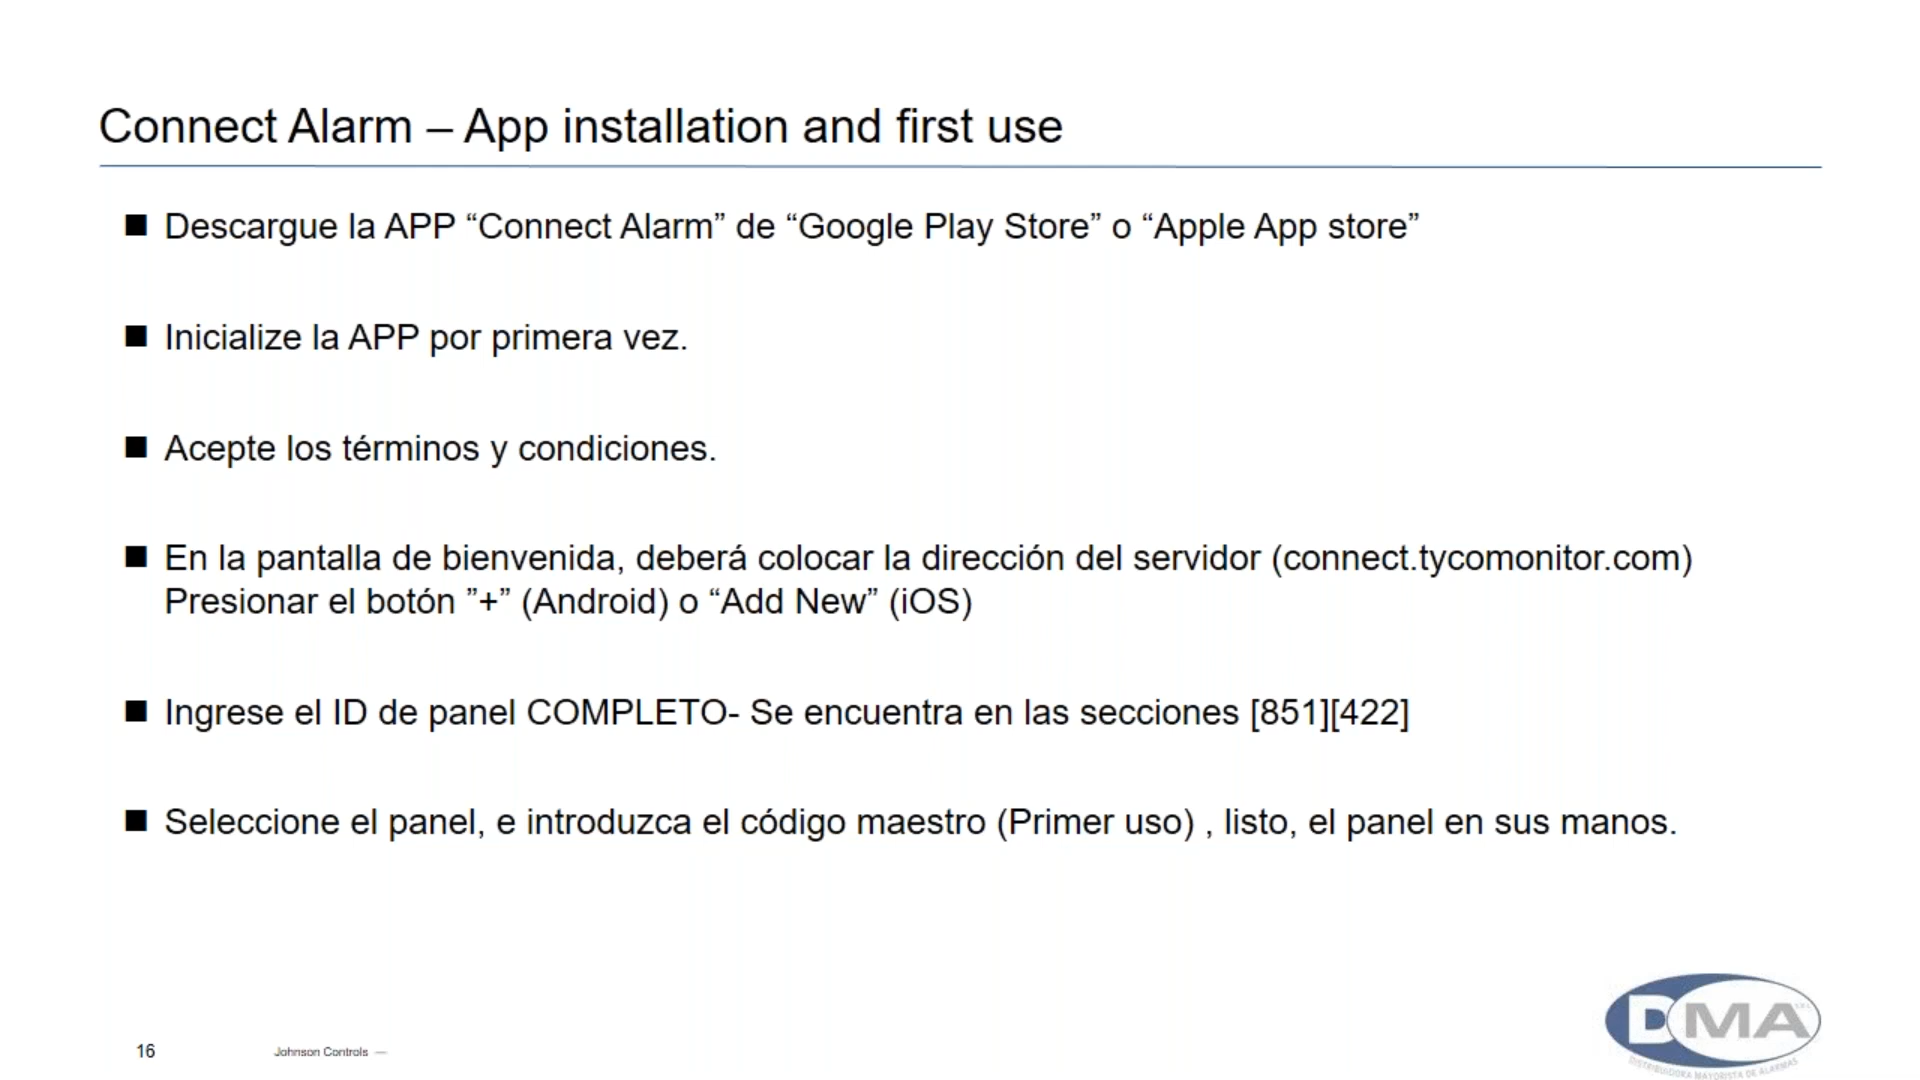 Connect Alarm – App installation and first use
■ Descargue la APP “Connect Alarm” de “Google Play Store” o “Apple App store”
■ Inicialize la APP por primera vez.
■ Acepte los términos y condiciones.
■ En la pantalla de bienvenida, deberá colocar la dirección del servidor (connect.tycomonitor.com)
Presionar el botón ”+” (Android) o “Add New” (iOS)
■ Ingrese el ID de panel COMPLETO- Se encuentra en las secciones [851][422]
■ Seleccione el panel, e introduzca el código maestro (Primer uso) , listo, el panel en sus manos.
DMA
DISTRIBUIDORA MAYORISTA DE ALARMAS
16
Johnson Controls —